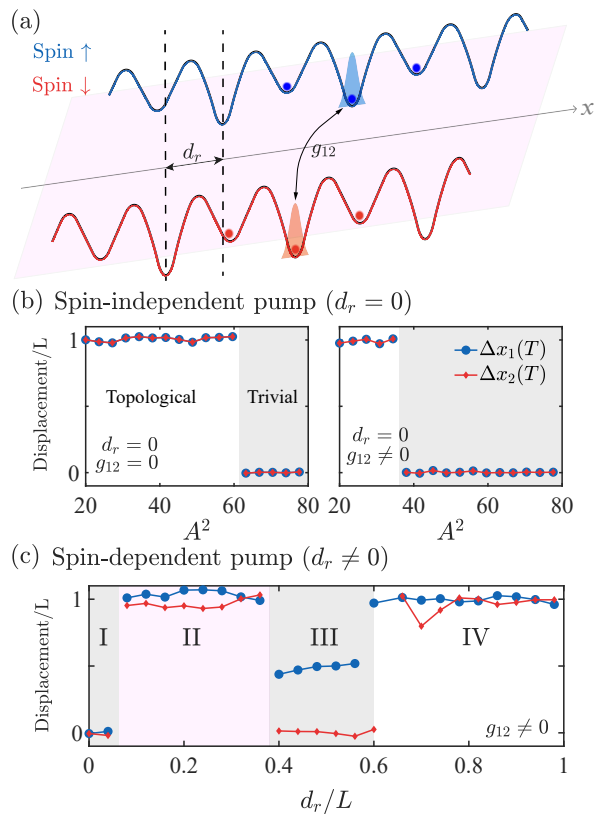 (a)
Spin ↑
Spin ↓
x
d_r
g_12
(b) Spin-independent pump (d_r = 0)
Displacement/L
1
0
Topological
Trivial
d_r = 0
g_12 = 0
20 40 60 80
A^2
Δx_1(T)
Δx_2(T)
d_r = 0
g_12 ≠ 0
20 40 60 80
A^2
(c) Spin-dependent pump (d_r ≠ 0)
Displacement/L
1
0
I II III IV
g_12 ≠ 0
0 0.2 0.4 0.6 0.8 1
d_r/L